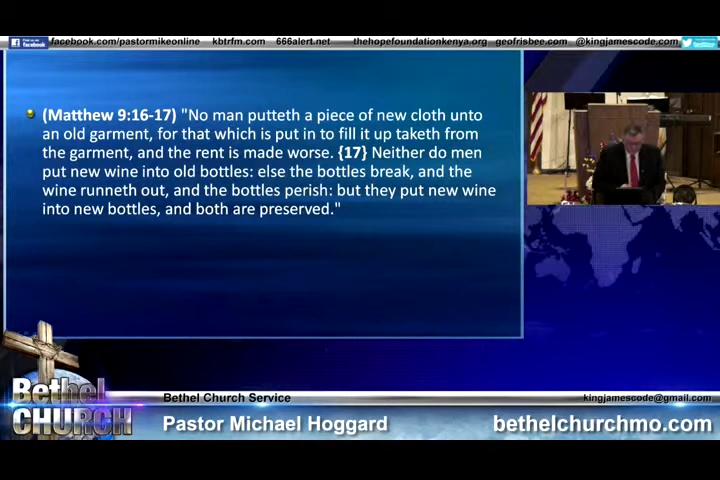 facebook.com/pastormikeonline kbtrfm.com 666alert.net thehopefoundationkenya.org geofrisbee.com @kingjamescode.com
(Matthew 9:16-17) "No man putteth a piece of new cloth unto
an old garment, for that which is put in to fill it up taketh from
the garment, and the rent is made worse. {17} Neither do men
put new wine into old bottles: else the bottles break, and the
wine runneth out, and the bottles perish: but they put new wine
into new bottles, and both are preserved."
Bethel
CHURCH
Bethel Church Service
kingjamescode@gmail.com
Pastor Michael Hoggard
bethelchurchmo.com